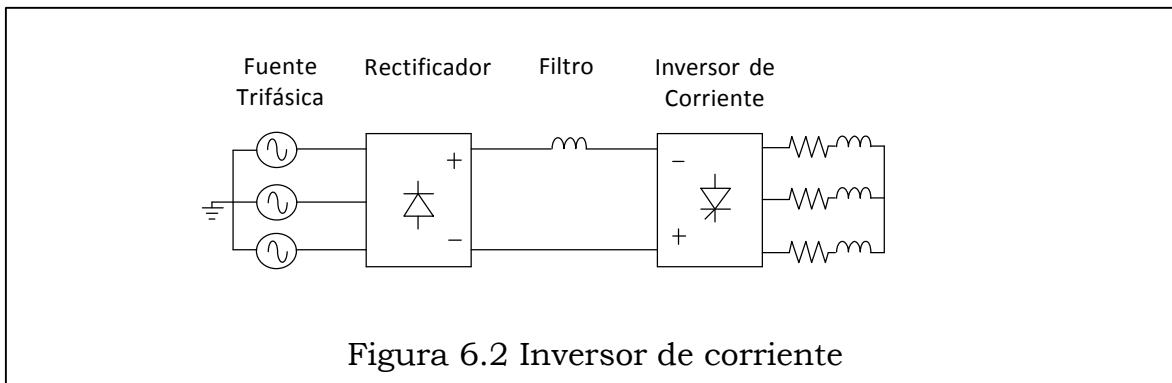 Fuente Trifásica
Rectificador
Filtro
Inversor de Corriente
+
−
−
+
Figura 6.2 Inversor de corriente